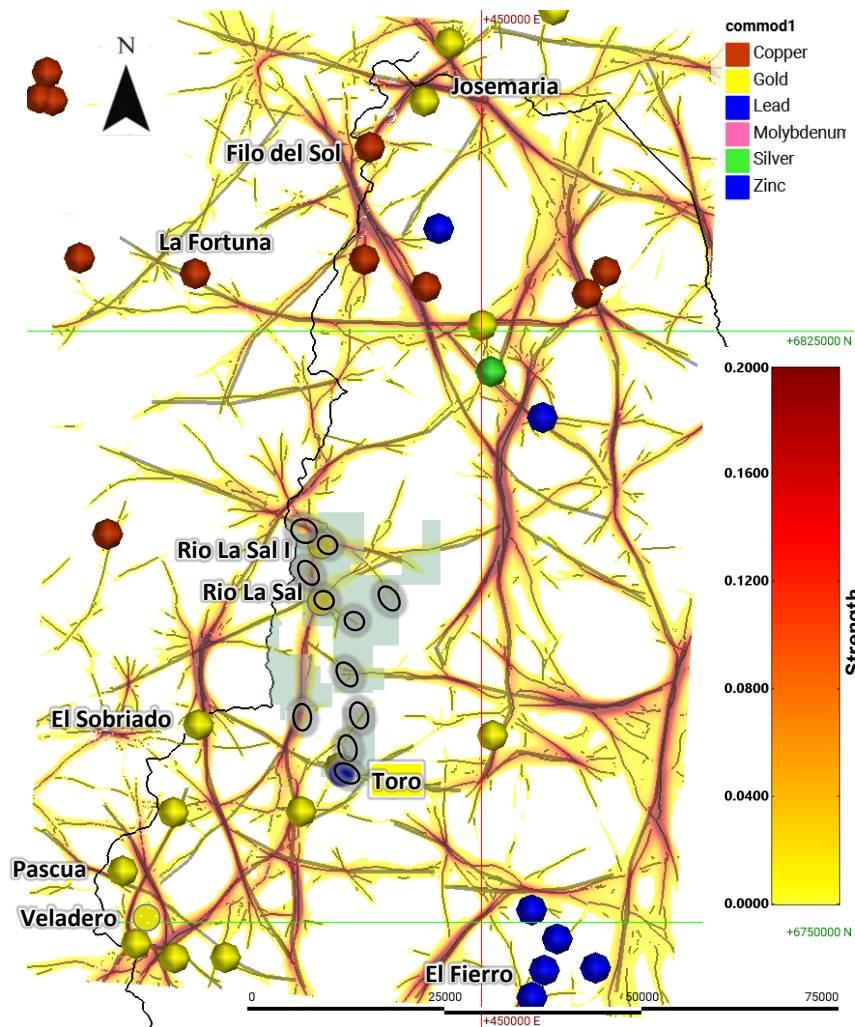 +450000 E
commod1
Copper
Gold
Lead
Molybdenum
Silver
Zinc
N
Josemaria
Filo del Sol
La Fortuna
+6825000 N
0.2000
0.1600
0.1200
0.0800
0.0400
0.0000
Strength
Rio La Sal I
Rio La Sal
El Sobriado
Toro
Pascua
Veladero
+6750000 N
El Fierro
0
25000
50000
75000
+450000 E